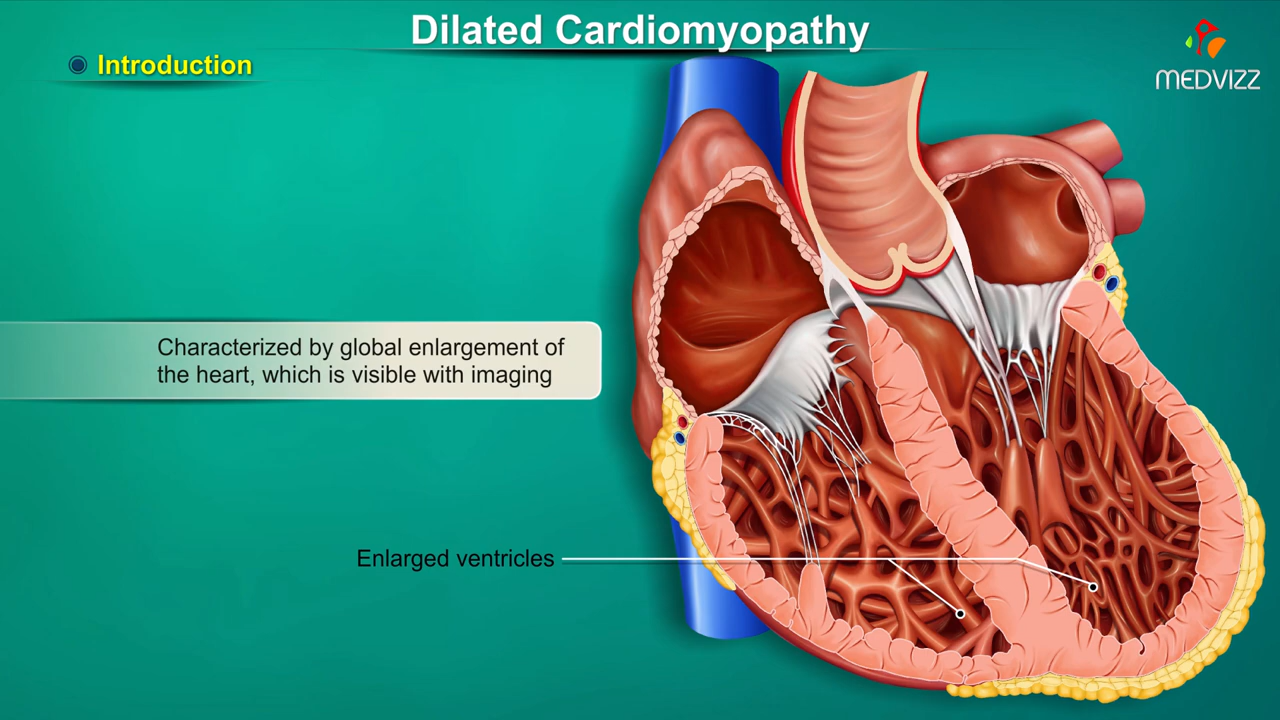 Dilated Cardiomyopathy
Introduction
MEDVIZZ
Characterized by global enlargement of
the heart, which is visible with imaging
Enlarged ventricles